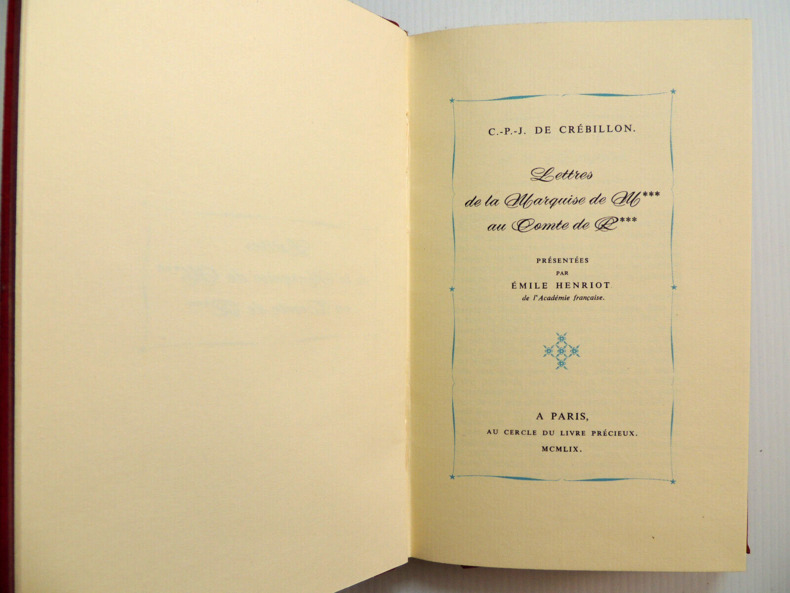 C.-P.-J. DE CRÉBILLON.
Lettres
de la Marquise de M***
au Comte de R***
PRÉSENTÉES
PAR
ÉMILE HENRIOT
de l'Académie française.
A PARIS,
AU CERCLE DU LIVRE PRÉCIEUX.
MCMLIX.